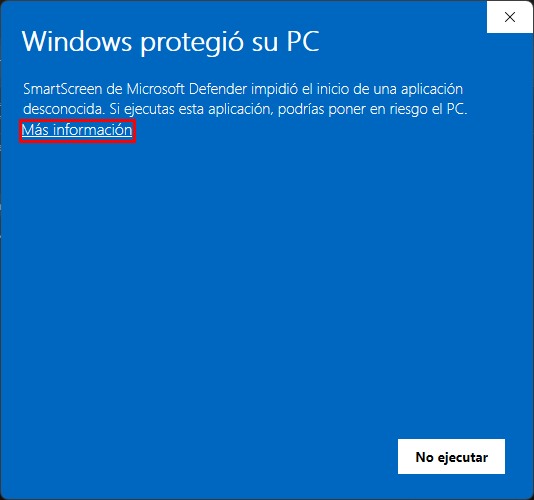 Windows protegió su PC
SmartScreen de Microsoft Defender impidió el inicio de una aplicación
desconocida. Si ejecutas esta aplicación, podrías poner en riesgo el PC.
Más información
No ejecutar